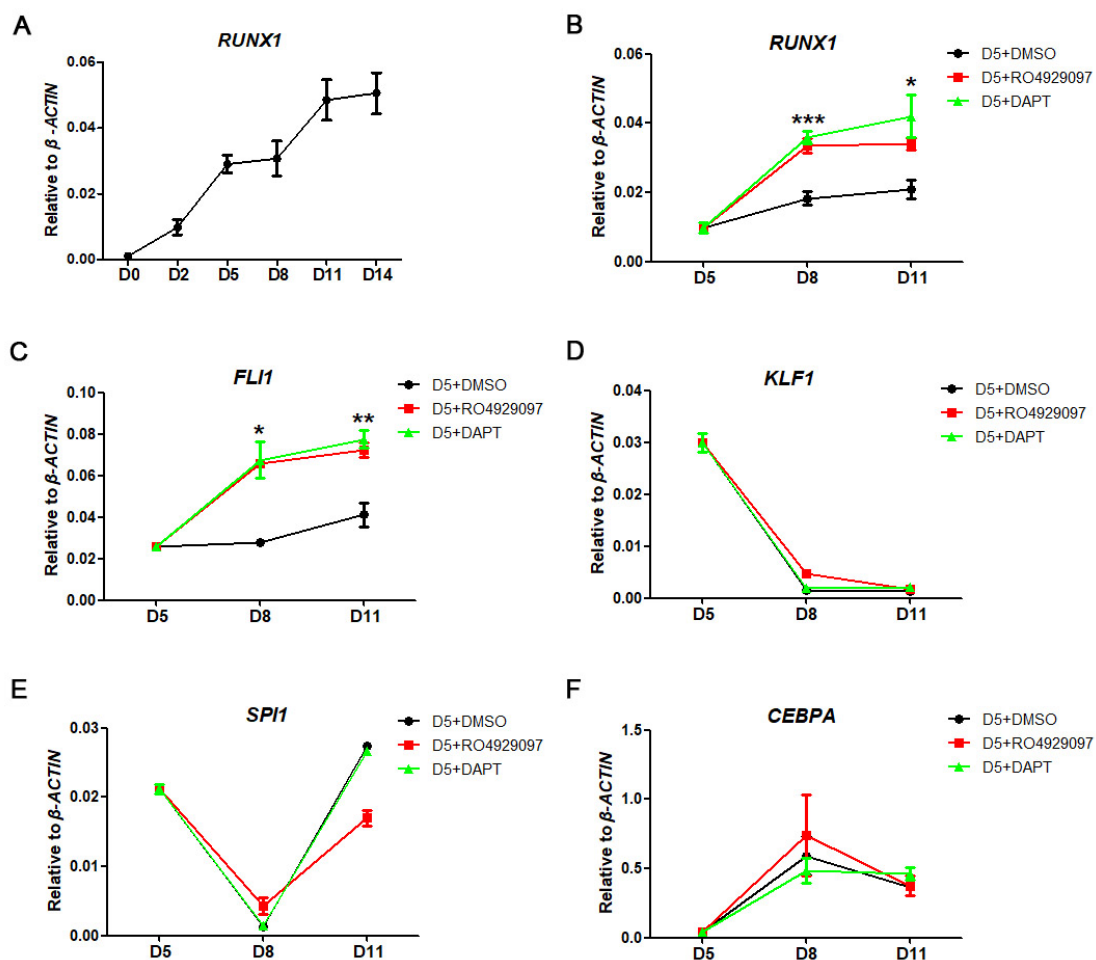 A
RUNX1
Relative to β -ACTIN
0.06
0.04
0.02
0.00
D0 D2 D5 D8 D11 D14
B
RUNX1
Relative to β-ACTIN
0.06
0.04
0.02
0.00
***
*
D5 D8 D11
D5+DMSO
D5+RO4929097
D5+DAPT
C
FLI1
Relative to β-ACTIN
0.10
0.08
0.06
0.04
0.02
0.00
*
**
D5 D8 D11
D5+DMSO
D5+RO4929097
D5+DAPT
D
KLF1
Relative to β-ACTIN
0.04
0.03
0.02
0.01
0.00
D5 D8 D11
D5+DMSO
D5+RO4929097
D5+DAPT
E
SPI1
Relative to β-ACTIN
0.03
0.02
0.01
0.00
D5 D8 D11
D5+DMSO
D5+RO4929097
D5+DAPT
F
CEBPA
Relative to β-ACTIN
1.5
1.0
0.5
0.0
D5 D8 D11
D5+DMSO
D5+RO4929097
D5+DAPT